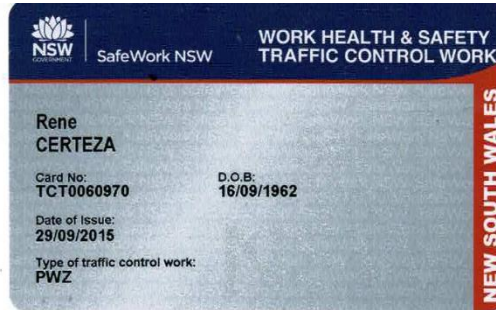 NSW
GOVERNMENT
SafeWork NSW
WORK HEALTH & SAFETY
TRAFFIC CONTROL WORK
Rene
CERTEZA
Card No:
TCT0060970
D.O.B:
16/09/1962
Date of Issue:
29/09/2015
Type of traffic control work:
PWZ
NEW SOUTH WALES